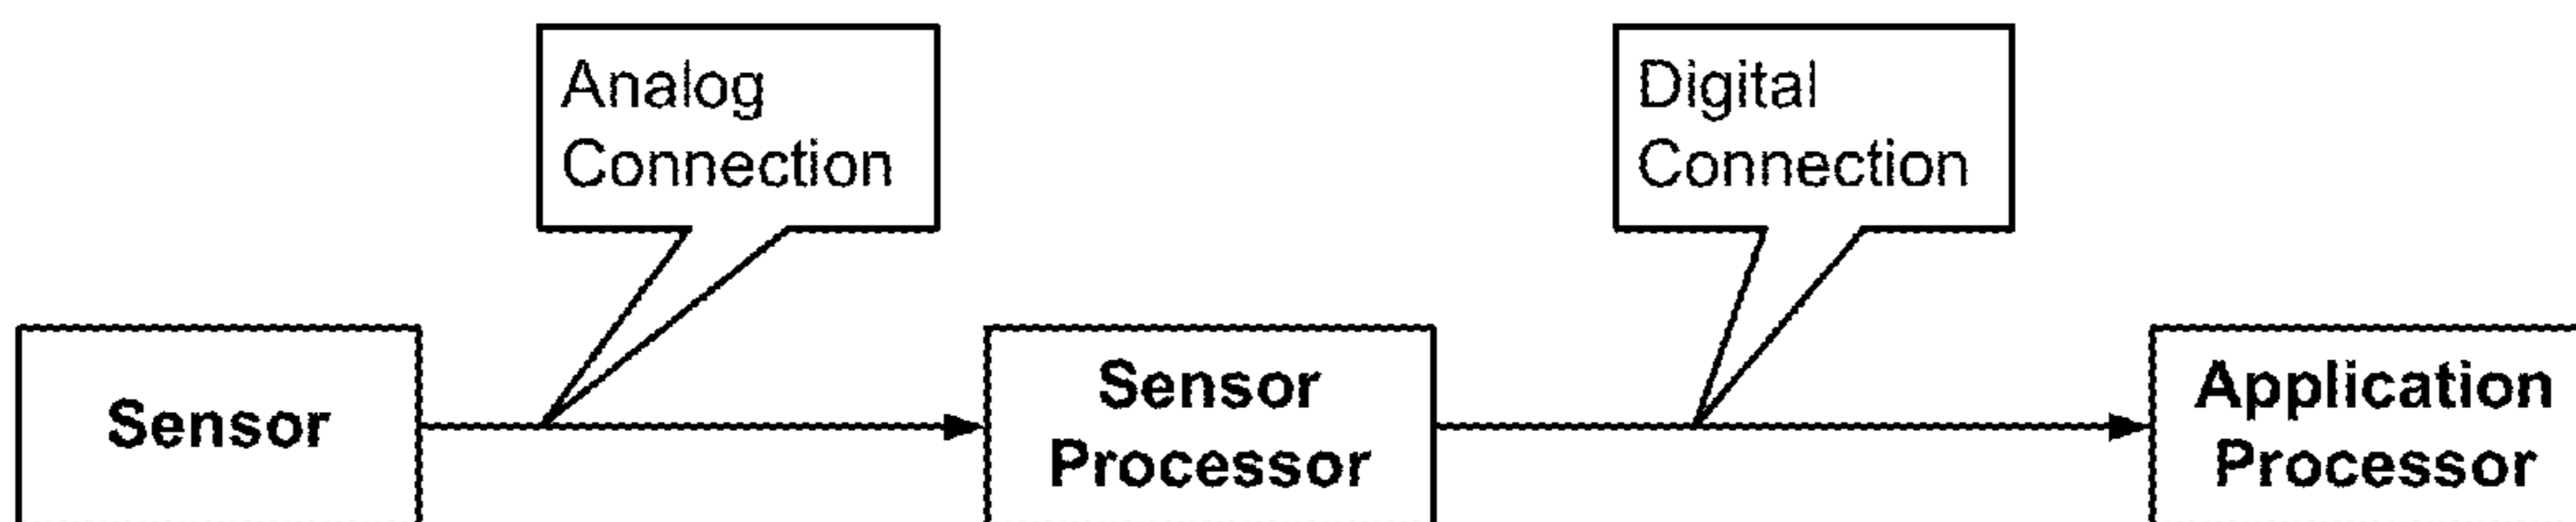 Analog
Connection
Digital
Connection
Sensor
Sensor
Processor
Application
Processor